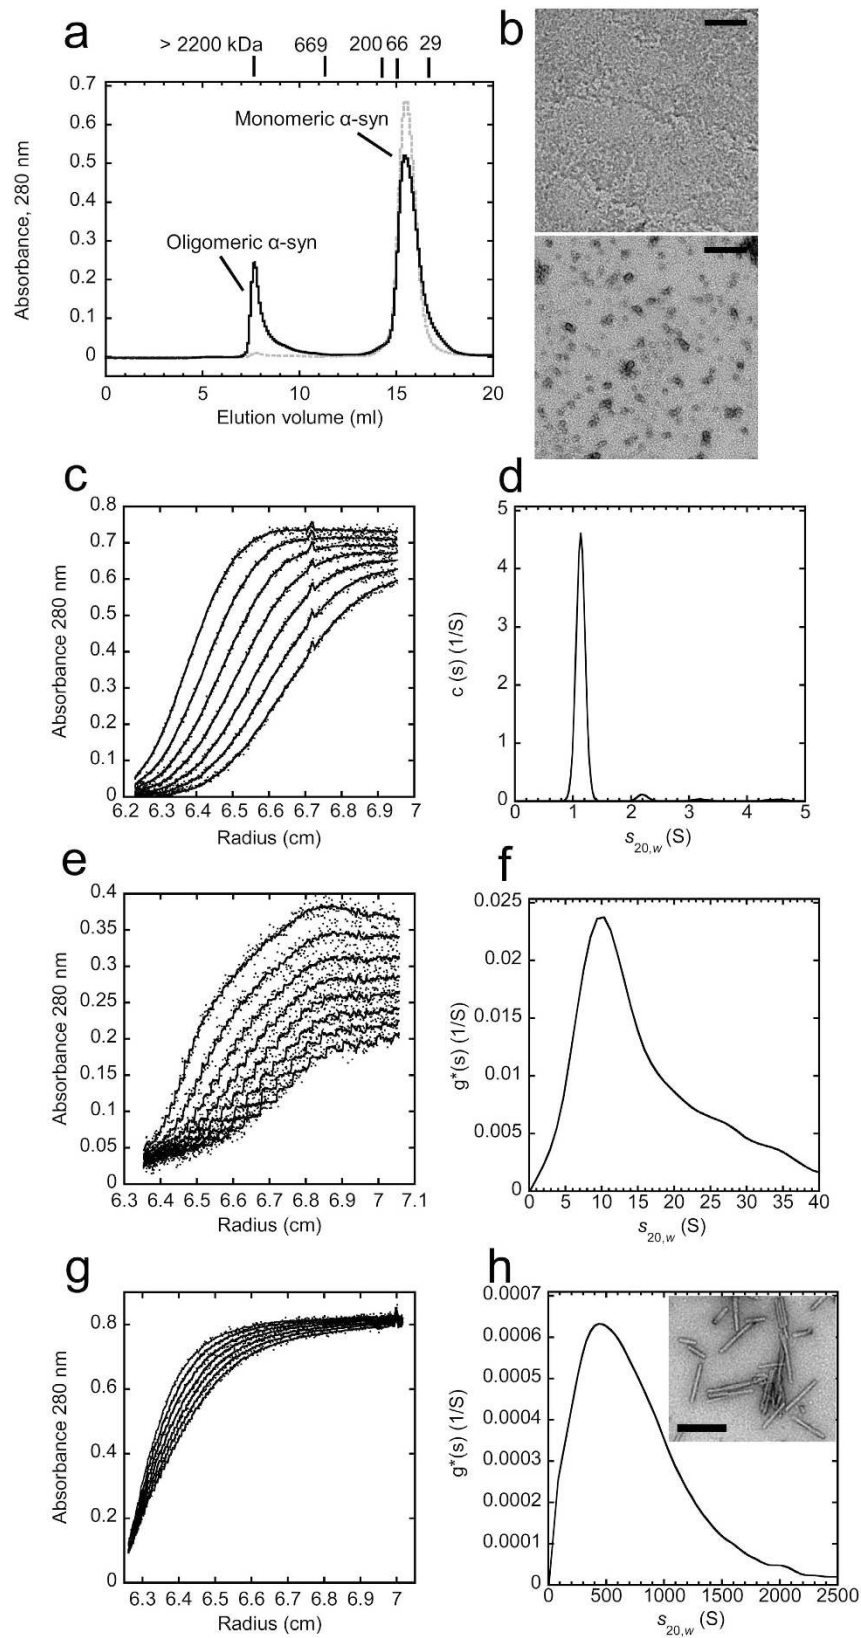 a
> 2200 kDa 669 200 66 29
0.7
0.6
0.5
0.4
0.3
0.2
0.1
0
Absorbance, 280 nm
Monomeric α-syn
Oligomeric α-syn
0 5 10 15 20
Elution volume (ml)
b
c
0.8
0.7
0.6
0.5
0.4
0.3
0.2
0.1
0
Absorbance 280 nm
6.2 6.3 6.4 6.5 6.6 6.7 6.8 6.9 7
Radius (cm)
d
5
4
3
2
1
0
c (s) (1/S)
0 1 2 3 4 5
s20,w (S)
e
0.4
0.35
0.3
0.25
0.2
0.15
0.1
0.05
0
Absorbance 280 nm
6.3 6.4 6.5 6.6 6.7 6.8 6.9 7 7.1
Radius (cm)
f
0.025
0.02
0.015
0.01
0.005
0
g*(s) (1/S)
0 5 10 15 20 25 30 35 40
s20,w (S)
g
0.8
0.6
0.4
0.2
0
Absorbance 280 nm
6.3 6.4 6.5 6.6 6.7 6.8 6.9 7
Radius (cm)
h
0.0007
0.0006
0.0005
0.0004
0.0003
0.0002
0.0001
0
g*(s) (1/S)
0 500 1000 1500 2000 2500
s20,w (S)